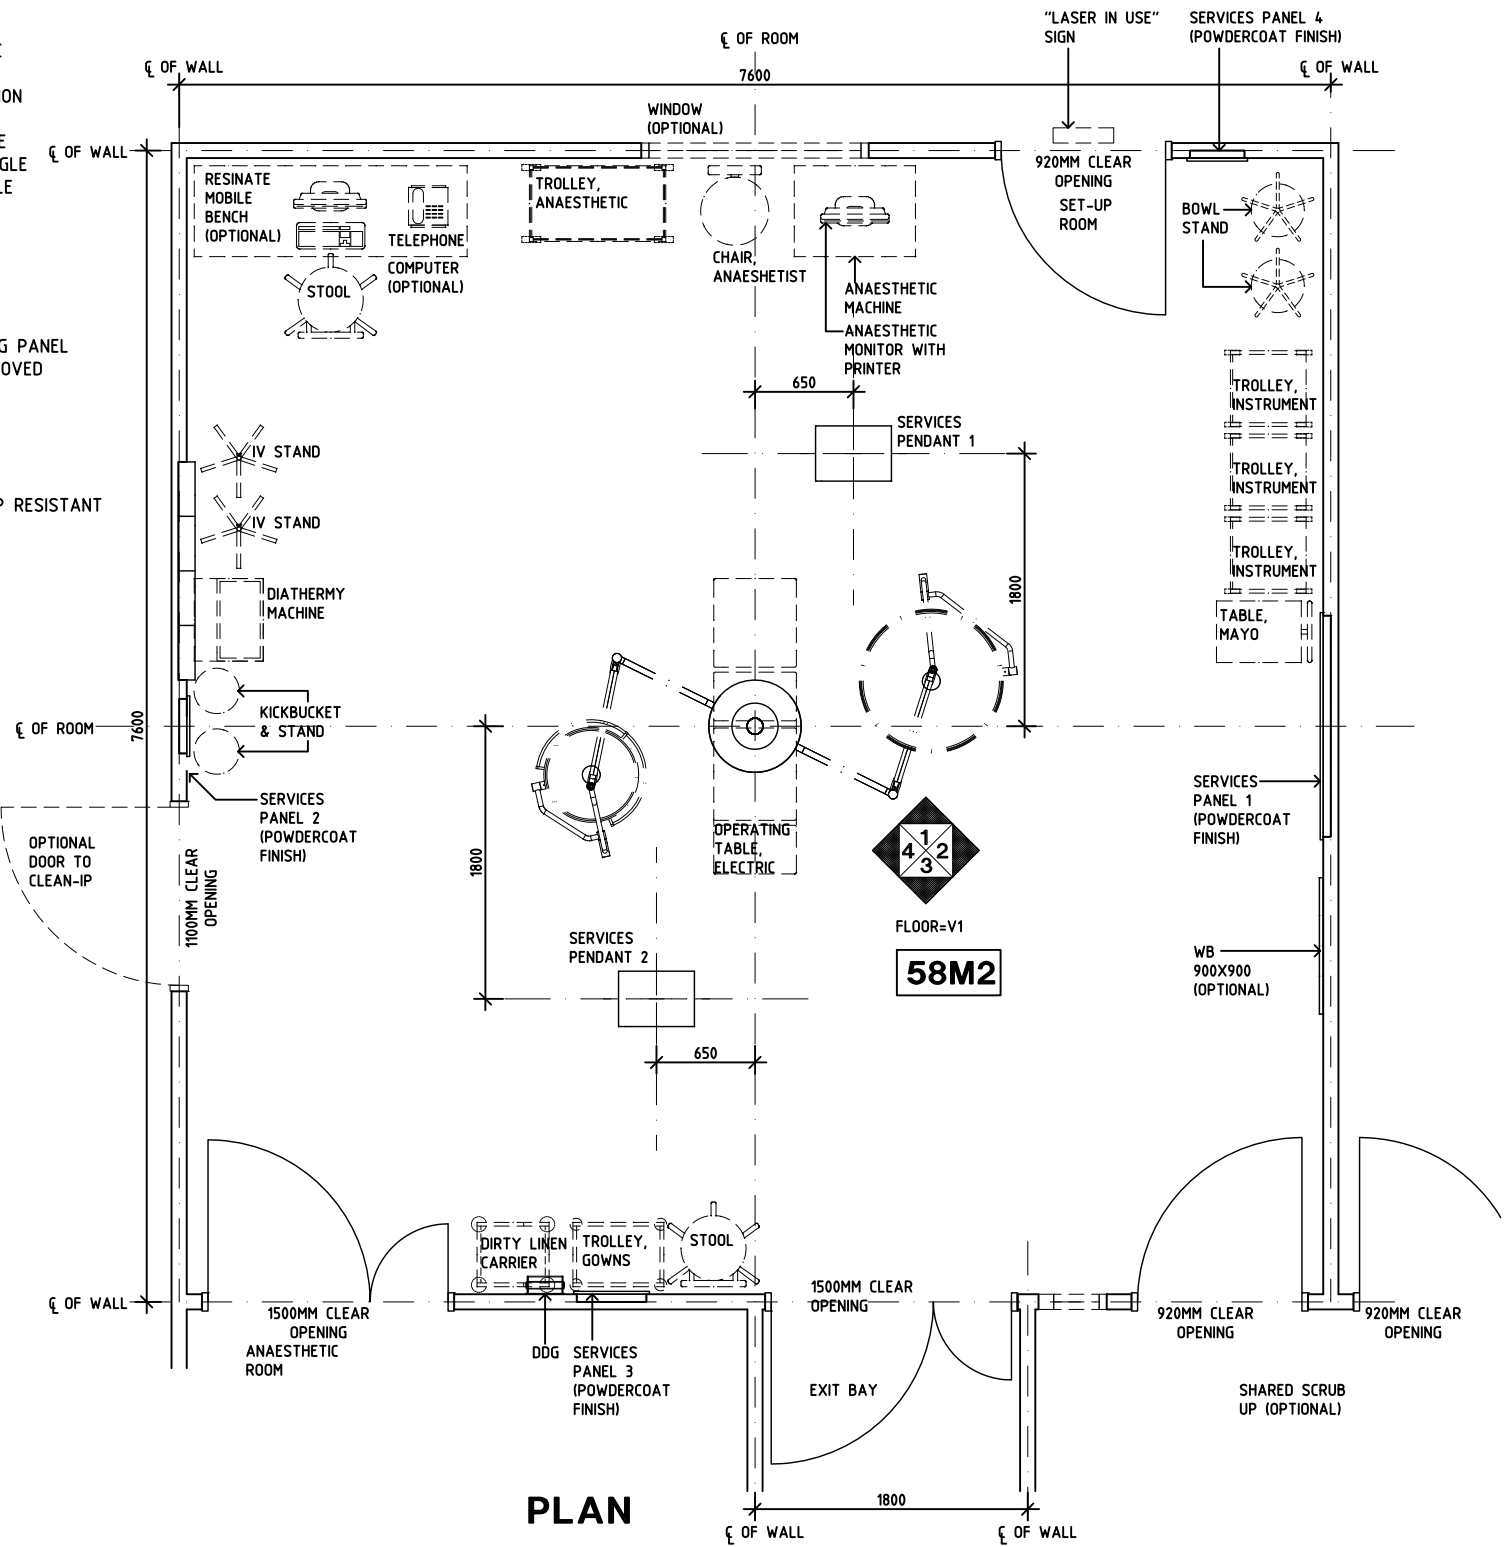 "LASER IN USE"
SIGN
SERVICES PANEL 4
(POWDERCOAT FINISH)
℄ OF ROOM
℄ OF WALL
℄ OF WALL
7600
ION
E
GLE
LE
WINDOW
(OPTIONAL)
℄ OF WALL
920MM CLEAR
OPENING
SET-UP
ROOM
RESINATE
MOBILE
BENCH
(OPTIONAL)
TELEPHONE
COMPUTER
(OPTIONAL)
STOOL
TROLLEY,
ANAESTHETIC
CHAIR,
ANAESHETIST
ANAESTHETIC
MACHINE
ANAESTHETIC
MONITOR WITH
PRINTER
BOWL
STAND
G PANEL
OVED
650
TROLLEY,
INSTRUMENT
SERVICES
PENDANT 1
IV STAND
TROLLEY,
INSTRUMENT
P RESISTANT
IV STAND
TROLLEY,
INSTRUMENT
DIATHERMY
MACHINE
1800
TABLE,
MAYO
℄ OF ROOM
7600
KICKBUCKET
& STAND
SERVICES
PANEL 2
(POWDERCOAT
FINISH)
SERVICES
PANEL 1
(POWDERCOAT
FINISH)
OPTIONAL
DOOR TO
CLEAN-IP
1100MM CLEAR
OPENING
1800
OPERATING
TABLE,
ELECTRIC
1
4 2
3
FLOOR=V1
58M2
SERVICES
PENDANT 2
WB
900X900
(OPTIONAL)
650
DIRTY LINEN
CARRIER
TROLLEY,
GOWNS
STOOL
℄ OF WALL
1500MM CLEAR
OPENING
ANAESTHETIC
ROOM
DDG
SERVICES
PANEL 3
(POWDERCOAT
FINISH)
1500MM CLEAR
OPENING
EXIT BAY
920MM CLEAR
OPENING
920MM CLEAR
OPENING
SHARED SCRUB
UP (OPTIONAL)
PLAN
1800
℄ OF WALL
℄ OF WALL